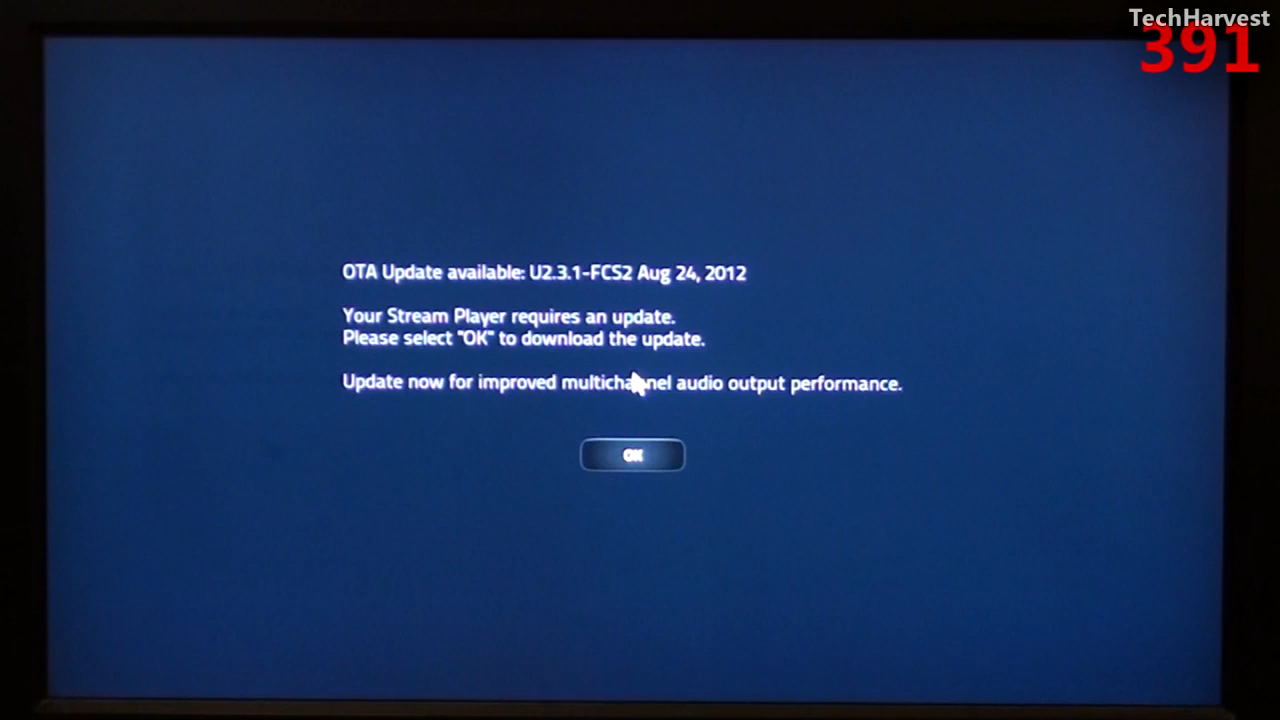 TechHarvest
391
OTA Update available: U2.3.1-FCS2 Aug 24, 2012
Your Stream Player requires an update.
Please select "OK" to download the update.
Update now for improved multichannel audio output performance.
OK